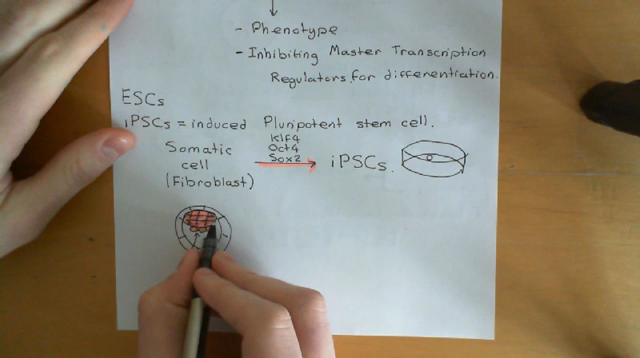 - Phenotype
- Inhibiting Master Transcription
Regulators for differentiation.
ESCs
iPSCs = induced Pluripotent stem cell.
Somatic
cell
(Fibroblast)
Klf4
Oct4
Sox2
iPSCs.